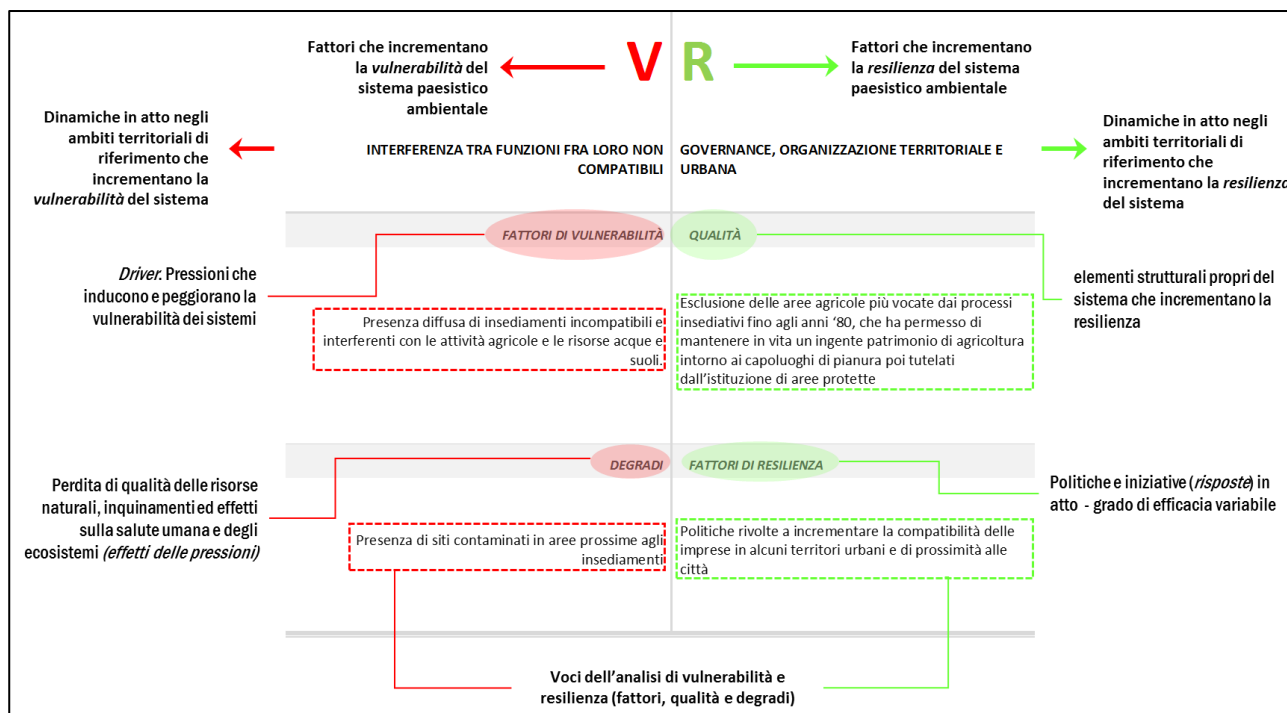 Fattori che incrementano
la vulnerabilità del
sistema paesistico
ambientale
V R
Fattori che incrementano
la resilienza del sistema
paesistico ambientale
Dinamiche in atto negli
ambiti territoriali di
riferimento che
incrementano la
vulnerabilità del sistema
INTERFERENZA TRA FUNZIONI FRA LORO NON
COMPATIBILI
GOVERNANCE, ORGANIZZAZIONE TERRITORIALE E
URBANA
Dinamiche in atto negli
ambiti territoriali di
riferimento che
incrementano la resilienza
del sistema
FATTORI DI VULNERABILITÀ
QUALITÀ
Driver. Pressioni che
inducono e peggiorano la
vulnerabilità dei sistemi
Presenza diffusa di insediamenti incompatibili e
interferenti con le attività agricole e le risorse acque e
suoli.
Esclusione delle aree agricole più vocate dai processi
insediativi fino agli anni ‘80, che ha permesso di
mantenere in vita un ingente patrimonio di agricoltura
intorno ai capoluoghi di pianura poi tutelati
dall’istituzione di aree protette
elementi strutturali propri del
sistema che incrementano la
resilienza
DEGRADI
FATTORI DI RESILIENZA
Perdita di qualità delle risorse
naturali, inquinamenti ed effetti
sulla salute umana e degli
ecosistemi (effetti delle pressioni)
Presenza di siti contaminati in aree prossime agli
insediamenti
Politiche rivolte a incrementare la compatibilità delle
imprese in alcuni territori urbani e di prossimità alle
città
Politiche e iniziative (risposte) in
atto - grado di efficacia variabile
Voci dell’analisi di vulnerabilità e
resilienza (fattori, qualità e degradi)